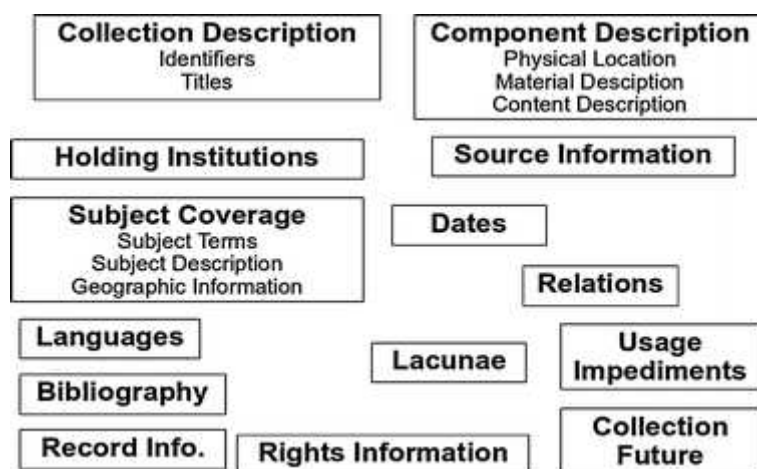 Collection Description
Identifiers
Titles
Component Description
Physical Location
Material Desciption
Content Description
Holding Institutions
Source Information
Subject Coverage
Subject Terms
Subject Description
Geographic Information
Dates
Relations
Languages
Lacunae
Usage
Impediments
Bibliography
Record Info.
Rights Information
Collection
Future